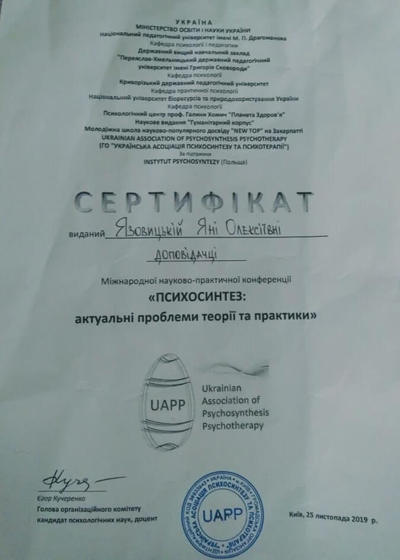 УКРАЇНА
МІНІСТЕРСТВО ОСВІТИ І НАУКИ УКРАЇНИ
Національний педагогічний університет імені М. П. Драгоманова
Кафедра психології і педагогіки
Державний вищий навчальний заклад
"Переяслав-Хмельницький державний педагогічний
університет імені Григорія Сковороди"
Кафедра психології
Криворізький державний педагогічний університет
Кафедра практичної психології
Національний університет біоресурсів та природокористування України
Кафедра психології
Психологічний центр проф. Галини Хомич "Планета Здоров'я"
Наукове видання "Гуманітарний корпус"
Молодіжна школа науково-популярного досвіду "NEW TOP" на Закарпатті
UKRAINIAN ASSOCIATION OF PSYCHOSYNTHESIS PSYCHOTHERAPY
(ГО "УКРАЇНСЬКА АСОЦІАЦІЯ ПСИХОСИНТЕЗУ ТА ПСИХОТЕРАПІЇ")
INSTYTUT PSYCHOSYNTEZY (Польща)
СЕРТИФІКАТ
виданий Язовицькій Яні Олексіївні
доповідачці
Міжнародної науково-практичної конференції
«ПСИХОСИНТЕЗ:
актуальні проблеми теорії та практики»
UAPP
Ukrainian
Association of
Psychosynthesis
Psychotherapy
Єгор Кучеренко
Голова організаційного комітету
кандидат психологічних наук, доцент
UAPP
Київ, 25 листопада 2019 р.